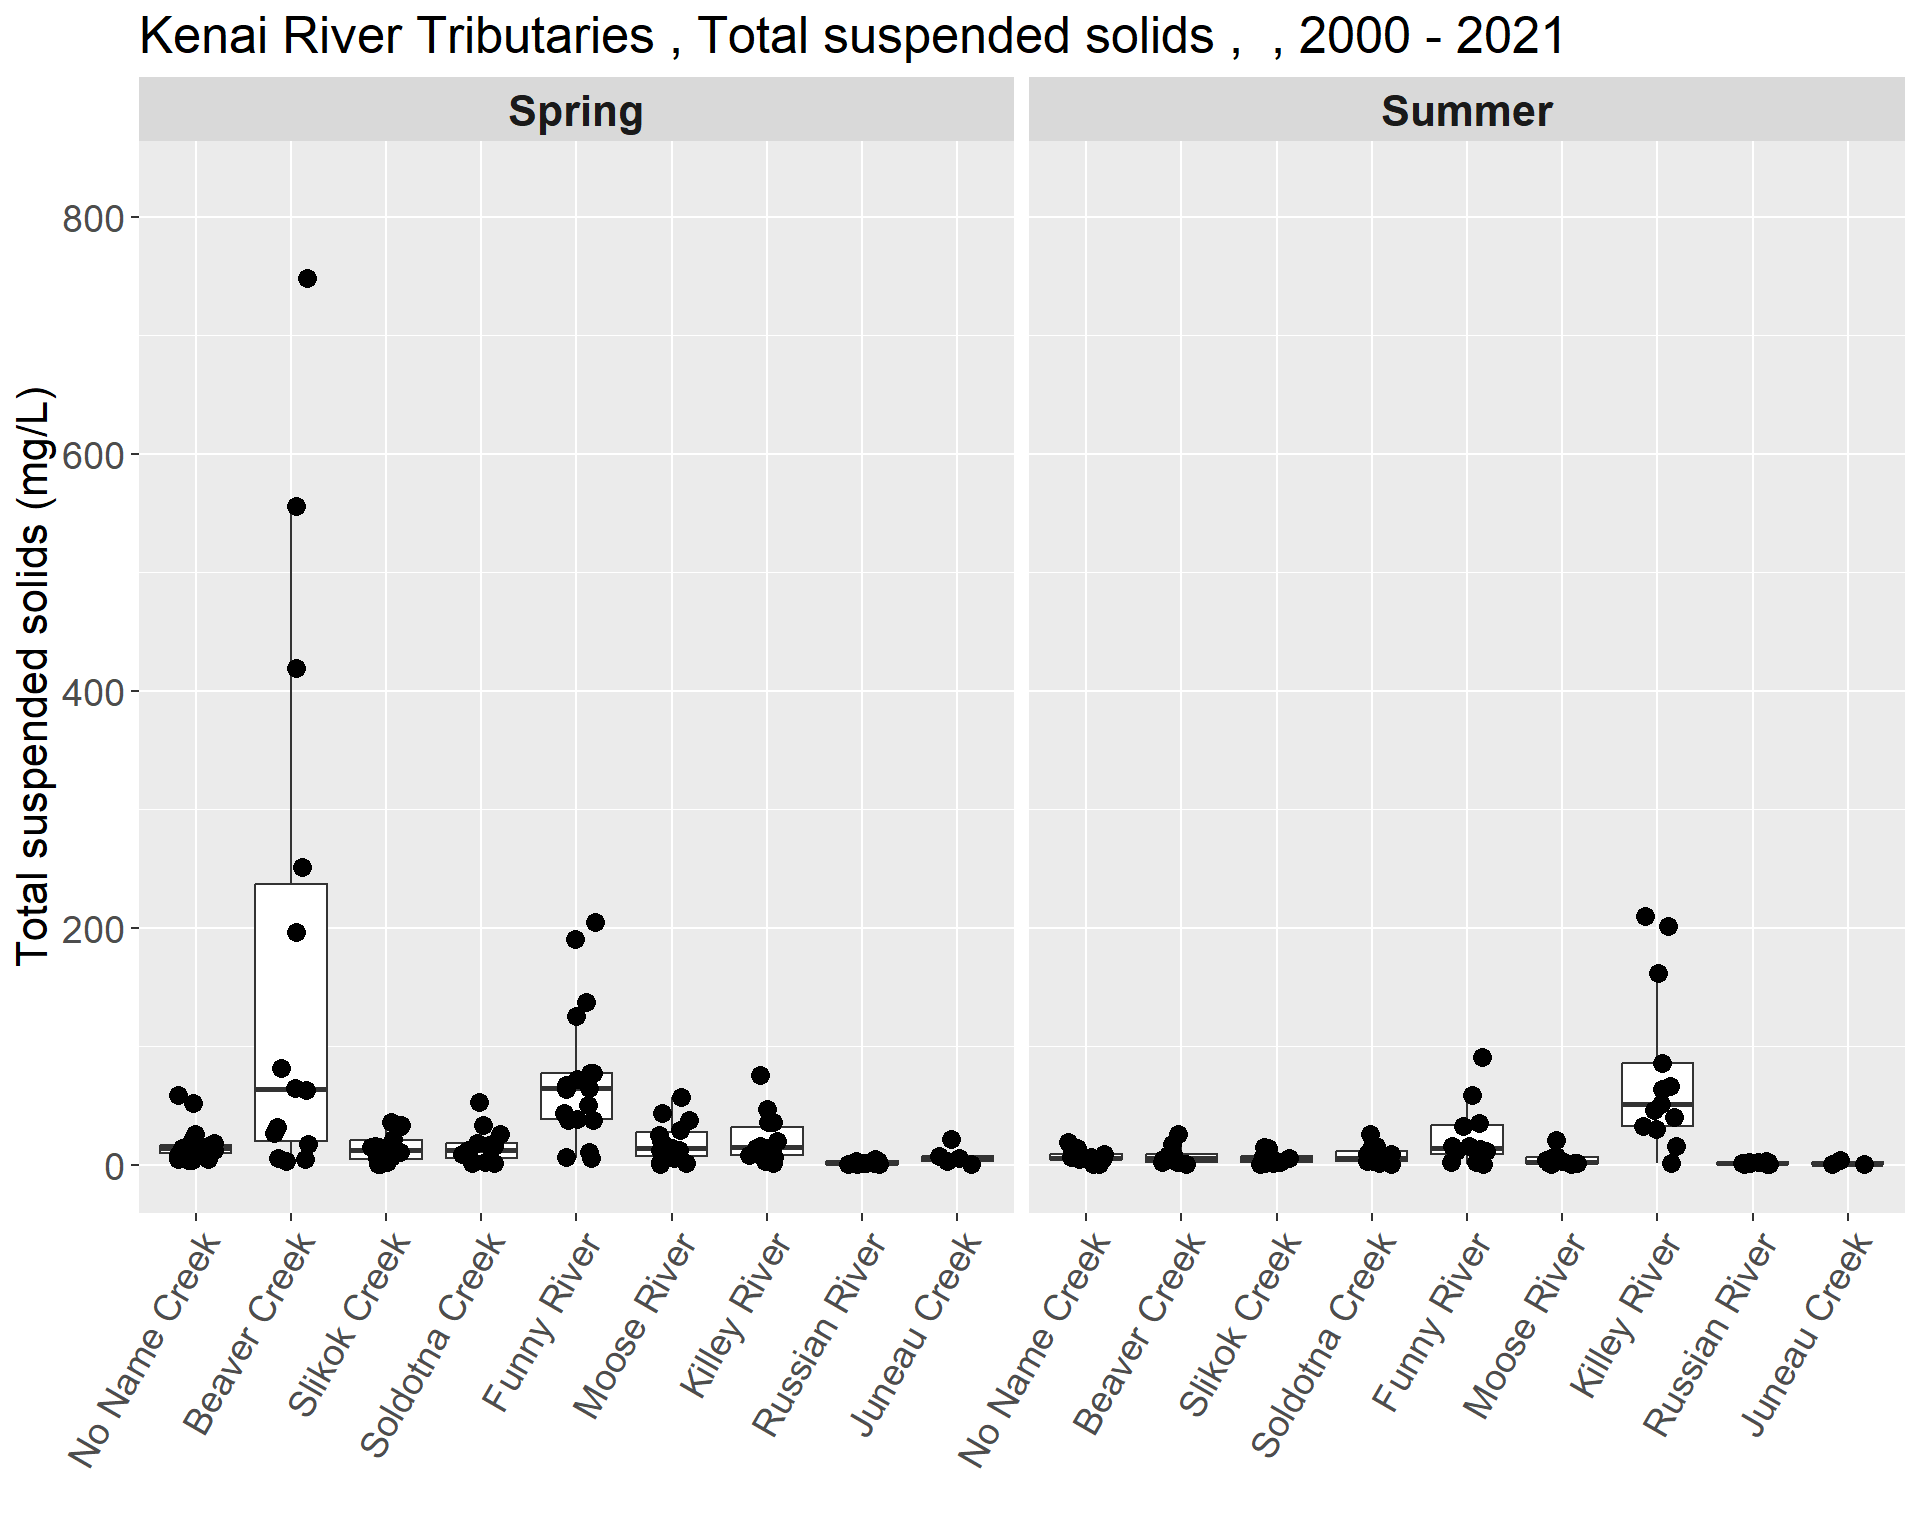 Kenai River Tributaries , Total suspended solids ,  , 2000 - 2021
Spring
Summer
Total suspended solids (mg/L)
800
600
400
200
0
No Name Creek
Beaver Creek
Slikok Creek
Soldotna Creek
Funny River
Moose River
Killey River
Russian River
Juneau Creek
No Name Creek
Beaver Creek
Slikok Creek
Soldotna Creek
Funny River
Moose River
Killey River
Russian River
Juneau Creek